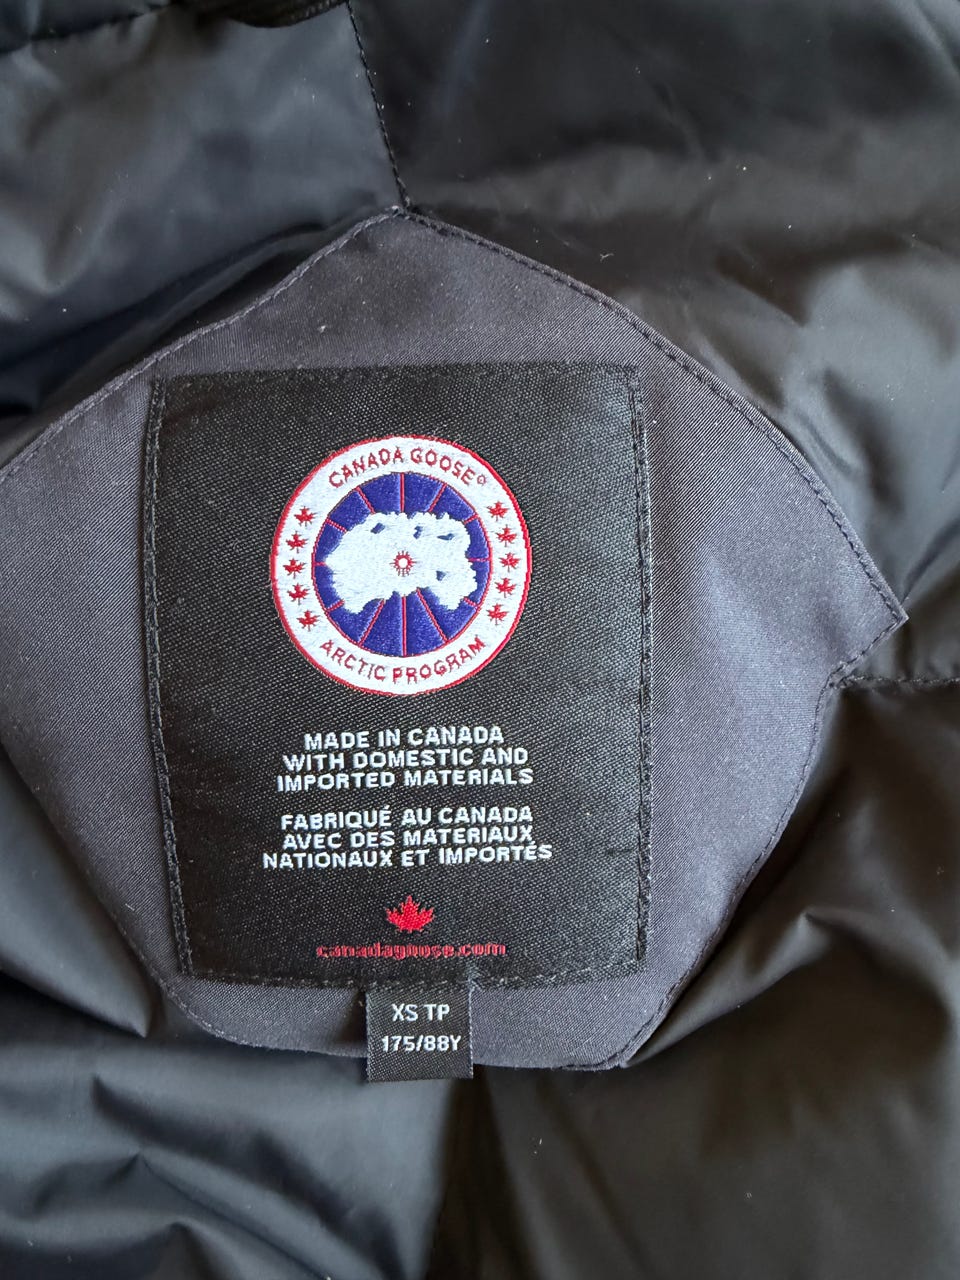 CANADA GOOSE®
ARCTIC PROGRAM
MADE IN CANADA
WITH DOMESTIC AND
IMPORTED MATERIALS
FABRIQUÉ AU CANADA
AVEC DES MATERIAUX
NATIONAUX ET IMPORTÉS
canadagoose.com
XS TP
175/88Y